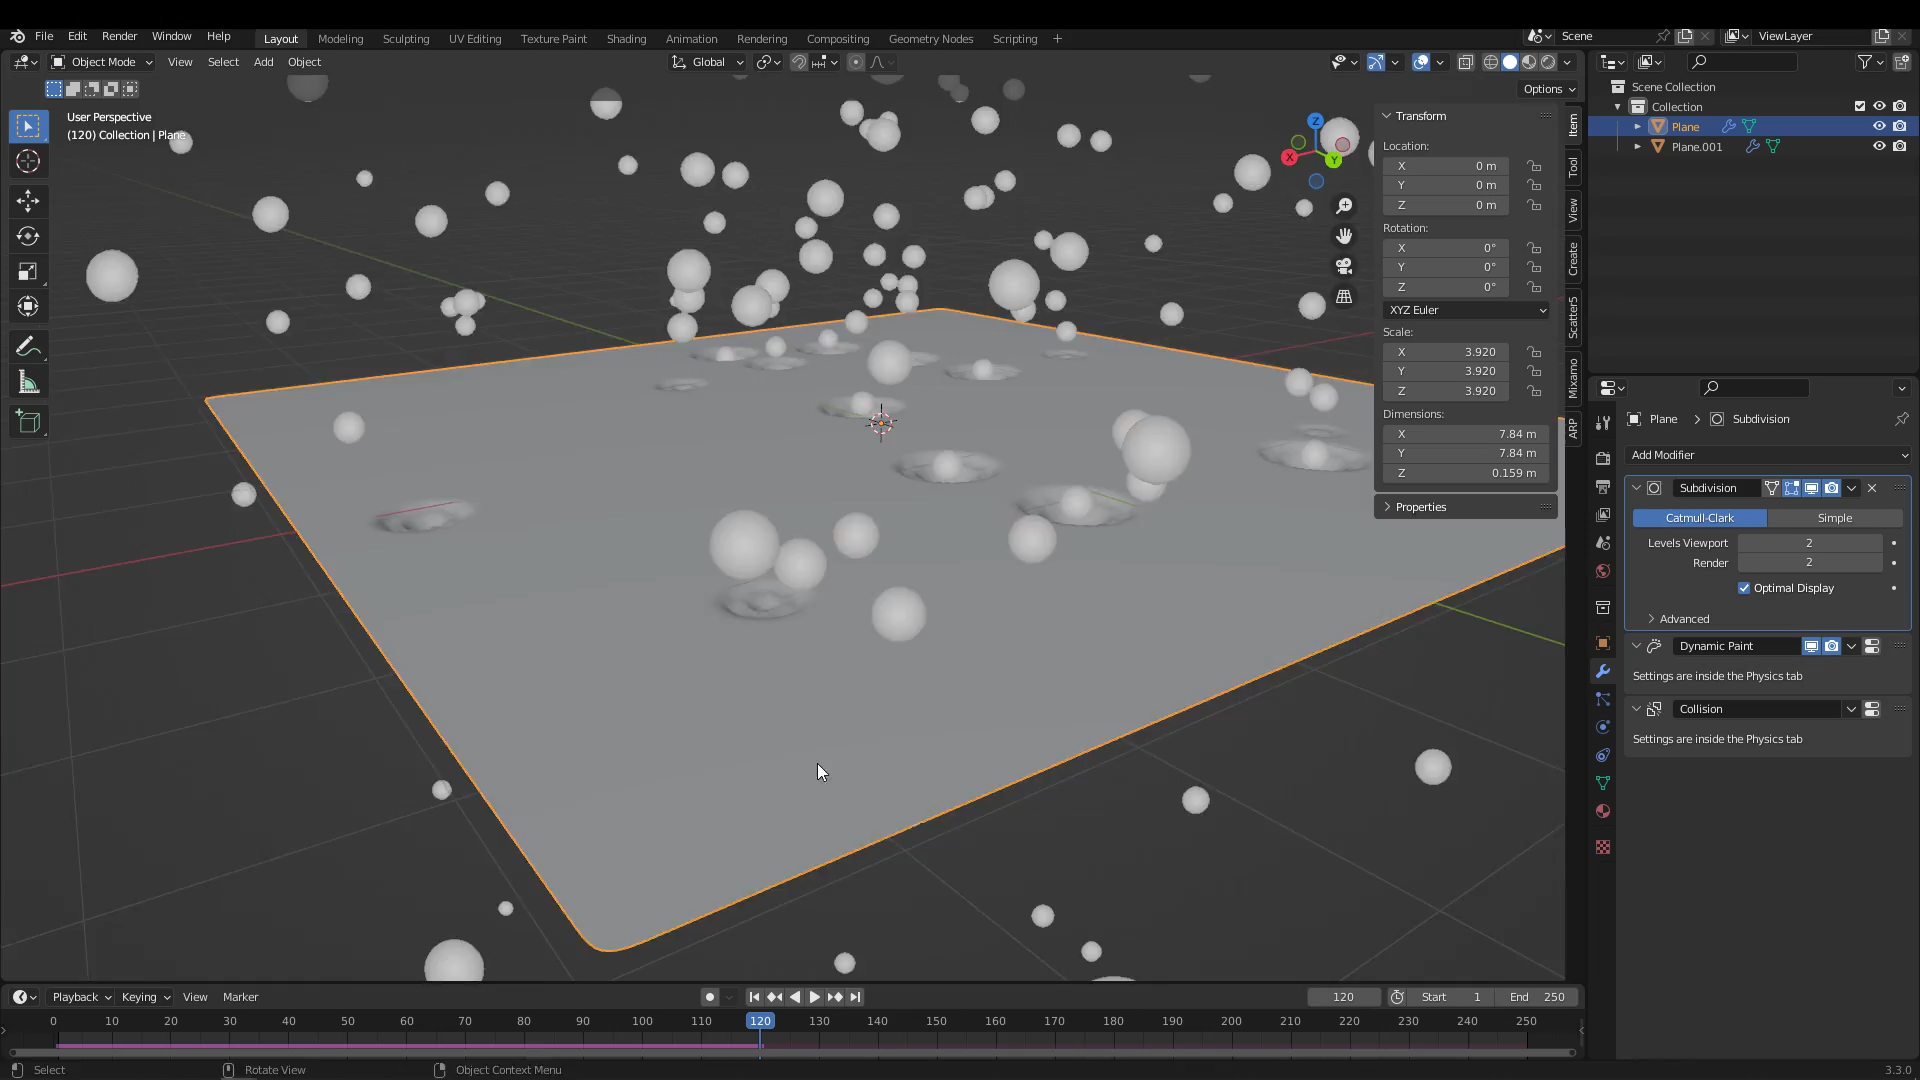 File Edit Render Window Help Layout Modeling Sculpting UV Editing Texture Paint Shading Animation Rendering Compositing Geometry Nodes Scripting + Scene ViewLayer
Object Mode View Select Add Object Global
Options
User Perspective
(120) Collection | Plane
X
Y
Z
Transform
Location:
X 0 m
Y 0 m
Z 0 m
Rotation:
X 0°
Y 0°
Z 0°
XYZ Euler
Scale:
X 3.920
Y 3.920
Z 3.920
Dimensions:
X 7.84 m
Y 7.84 m
Z 0.159 m
Properties
Item
Tool
View
Create
Scatter5
Mixamo
ARP
Scene Collection
Collection
Plane
Plane.001
Plane > Subdivision
Add Modifier
Subdivision
Catmull-Clark Simple
Levels Viewport 2
Render 2
Optimal Display
Advanced
Dynamic Paint
Settings are inside the Physics tab
Collision
Settings are inside the Physics tab
Playback Keying View Marker 120 Start 1 End 250
0 10 20 30 40 50 60 70 80 90 100 110 120 130 140 150 160 170 180 190 200 210 220 230 240 250
Select Rotate View Object Context Menu 3.3.0